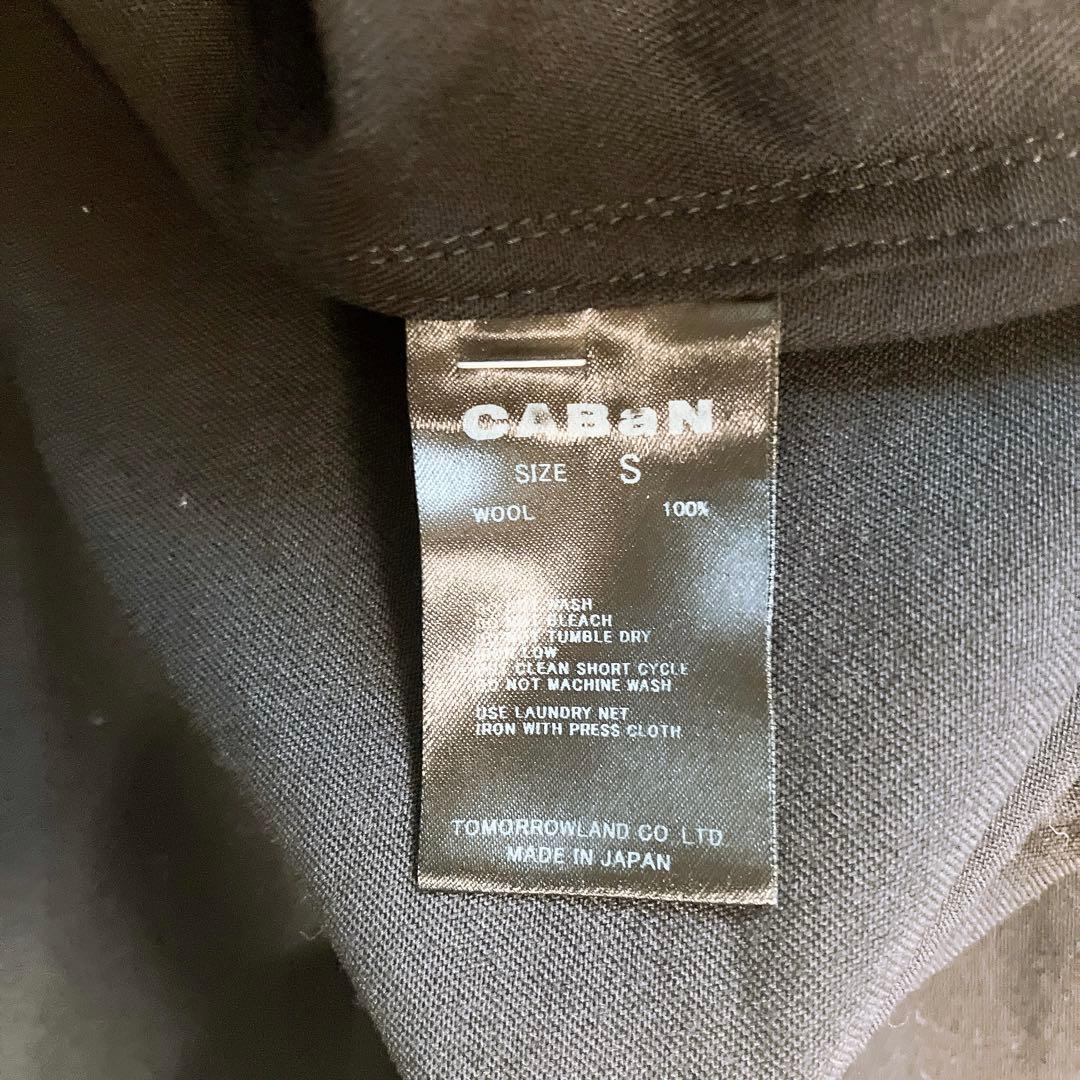 CABaN
SIZE S
WOOL 100%
WASH
BLEACH
TUMBLE DRY
LOW
CLEAN SHORT CYCLE
DO NOT MACHINE WASH
USE LAUNDRY NET
IRON WITH PRESS CLOTH
TOMORROWLAND CO LTD
MADE IN JAPAN